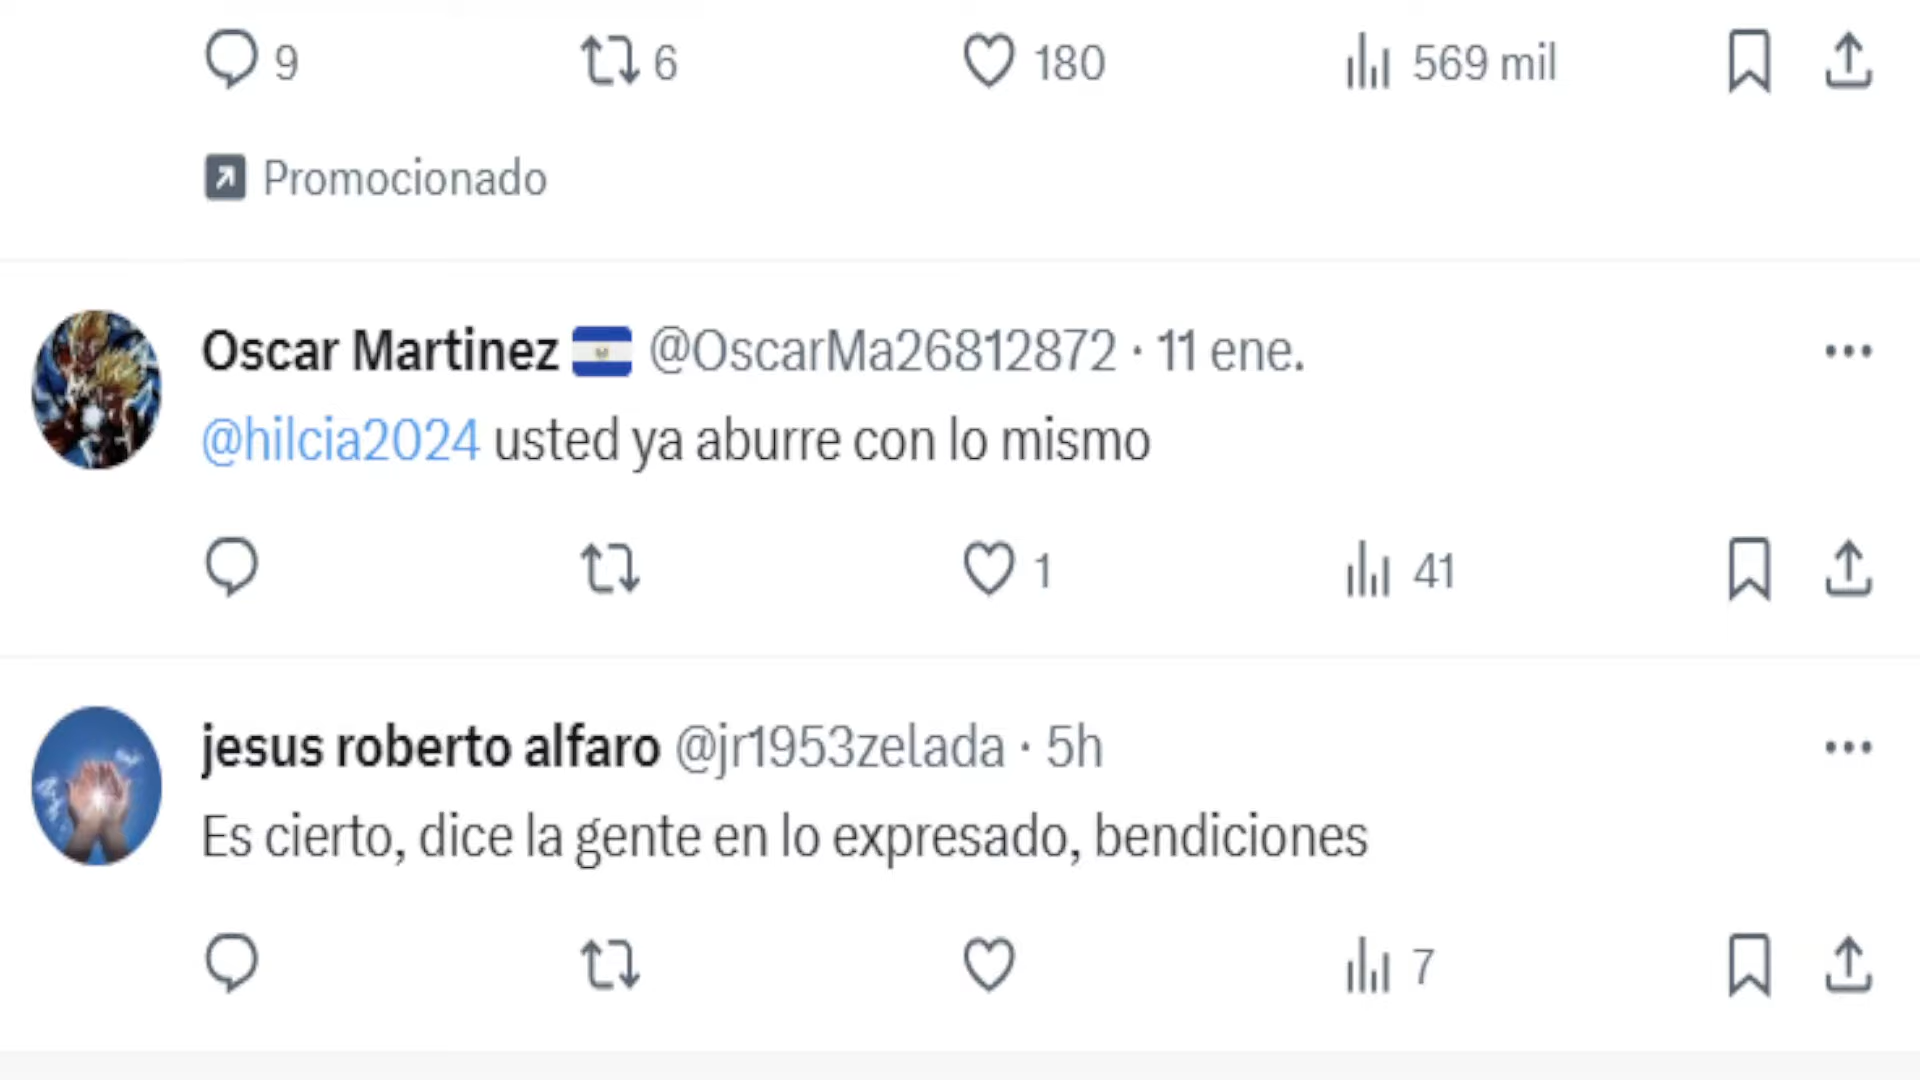 9 6 180 569 mil
Promocionado
Oscar Martinez @OscarMa26812872 · 11 ene.
@hilcia2024 usted ya aburre con lo mismo
1 41
jesus roberto alfaro @jr1953zelada · 5h
Es cierto, dice la gente en lo expresado, bendiciones
7